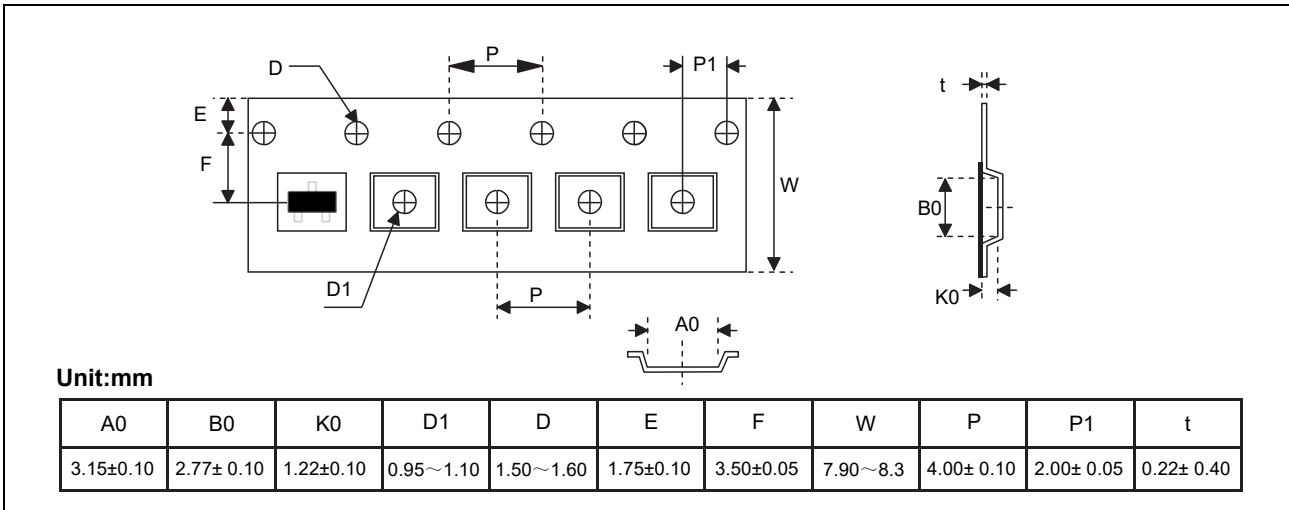 P
P1
D
t
E
F
W
B0
D1
P
K0
A0
Unit:mm
A0 B0 K0 D1 D E F W P P1 t
3.15±0.10 2.77± 0.10 1.22±0.10 0.95～1.10 1.50～1.60 1.75±0.10 3.50±0.05 7.90～8.3 4.00± 0.10 2.00± 0.05 0.22± 0.40